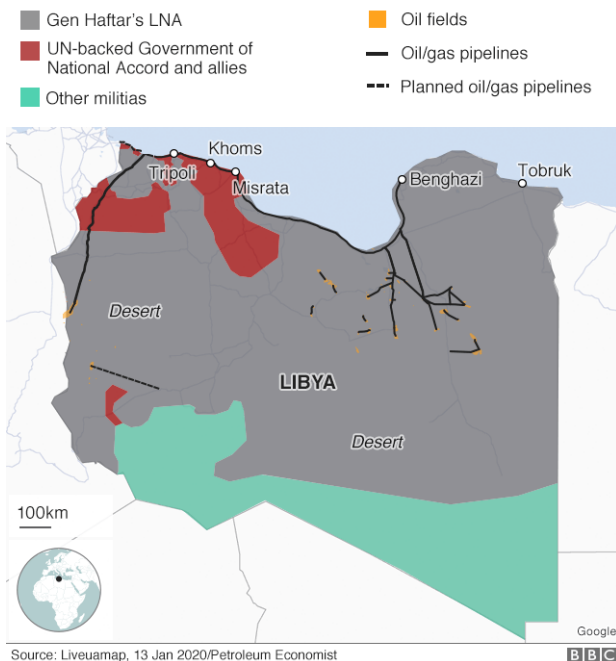 Gen Haftar's LNA
UN-backed Government of
National Accord and allies
Other militias
Oil fields
Oil/gas pipelines
Planned oil/gas pipelines
Khoms
Tripoli
Misrata
Benghazi
Tobruk
Desert
LIBYA
Desert
100km
Google
Source: Liveuamap, 13 Jan 2020/Petroleum Economist
BBC